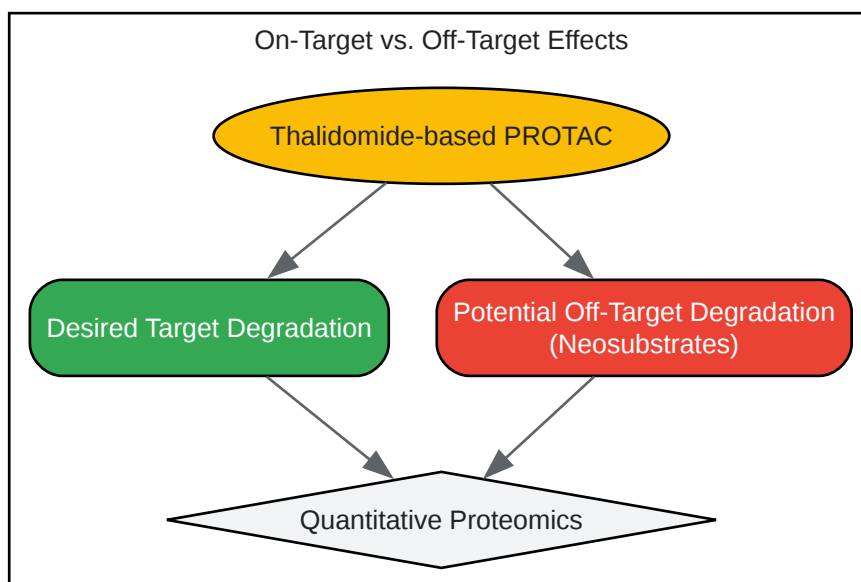 On-Target vs. Off-Target Effects
Thalidomide-based PROTAC
Desired Target Degradation
Potential Off-Target Degradation
(Neosubstrates)
Quantitative Proteomics